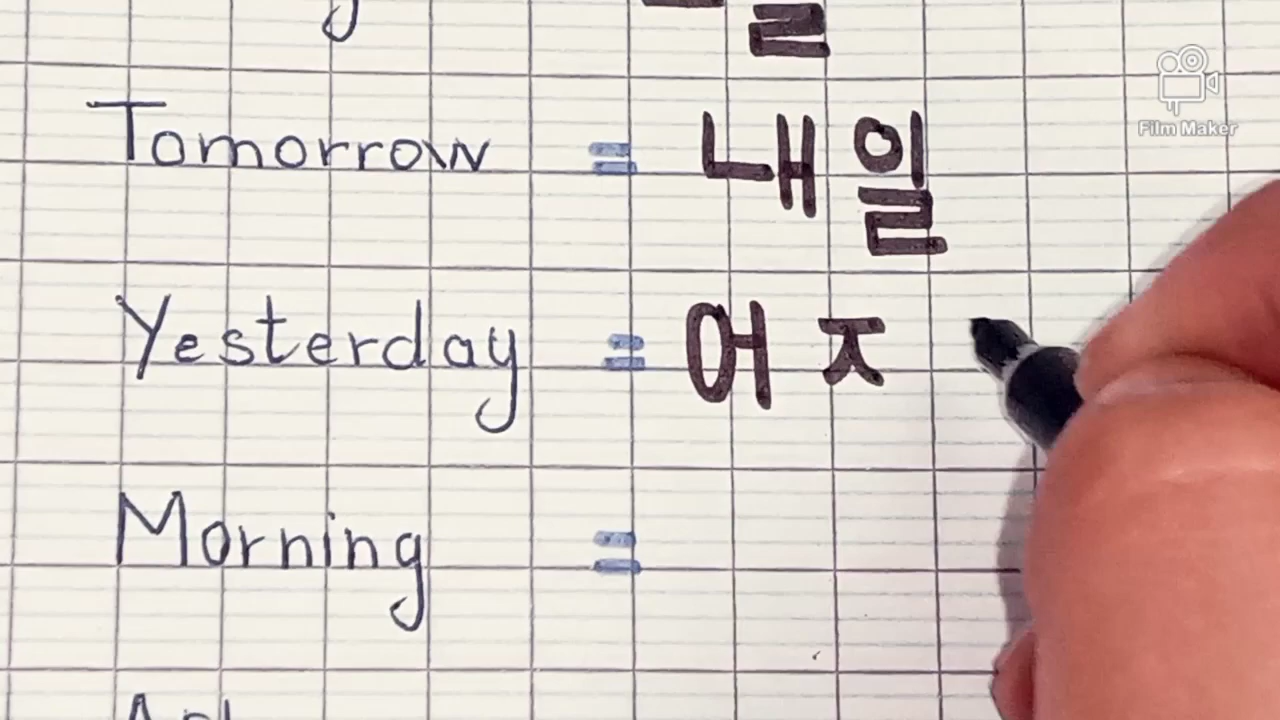 Film Maker
Tomorrow = 내일
Yesterday = 어ㅈ
Morning =